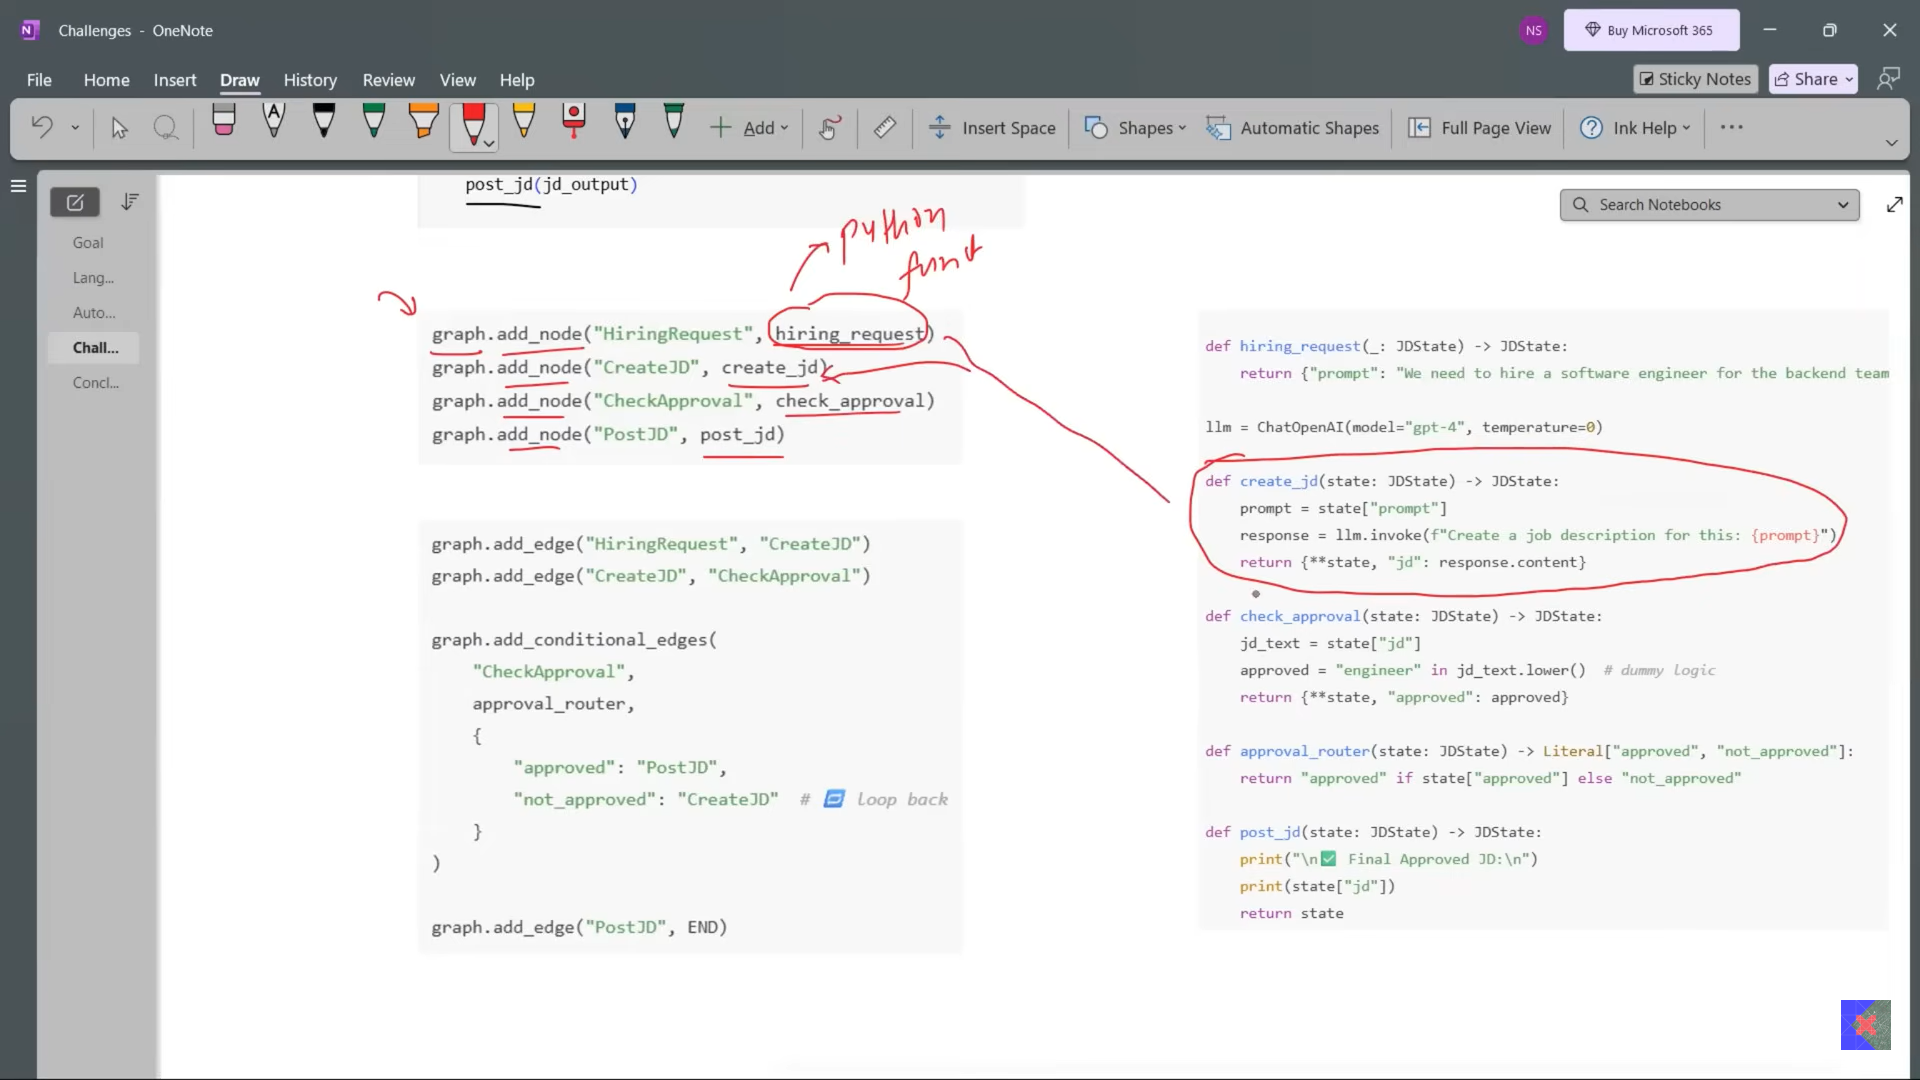 Challenges - OneNote
NS
Buy Microsoft 365
File Home Insert Draw History Review View Help
Sticky Notes
Share
Add
Insert Space
Shapes
Automatic Shapes
Full Page View
Ink Help
Search Notebooks
Goal
Lang...
Auto...
Chall...
Concl...
post_jd(jd_output)
python
funct
graph.add_node("HiringRequest", hiring_request)
graph.add_node("CreateJD", create_jd)
graph.add_node("CheckApproval", check_approval)
graph.add_node("PostJD", post_jd)
graph.add_edge("HiringRequest", "CreateJD")
graph.add_edge("CreateJD", "CheckApproval")
graph.add_conditional_edges(
"CheckApproval",
approval_router,
{
"approved": "PostJD",
"not_approved": "CreateJD" # 🔁 loop back
}
)
graph.add_edge("PostJD", END)
def hiring_request(_: JDState) -> JDState:
return {"prompt": "We need to hire a software engineer for the backend team
llm = ChatOpenAI(model="gpt-4", temperature=0)
def create_jd(state: JDState) -> JDState:
prompt = state["prompt"]
response = llm.invoke(f"Create a job description for this: {prompt}")
return {**state, "jd": response.content}
def check_approval(state: JDState) -> JDState:
jd_text = state["jd"]
approved = "engineer" in jd_text.lower() # dummy logic
return {**state, "approved": approved}
def approval_router(state: JDState) -> Literal["approved", "not_approved"]:
return "approved" if state["approved"] else "not_approved"
def post_jd(state: JDState) -> JDState:
print("\n✅ Final Approved JD:\n")
print(state["jd"])
return state